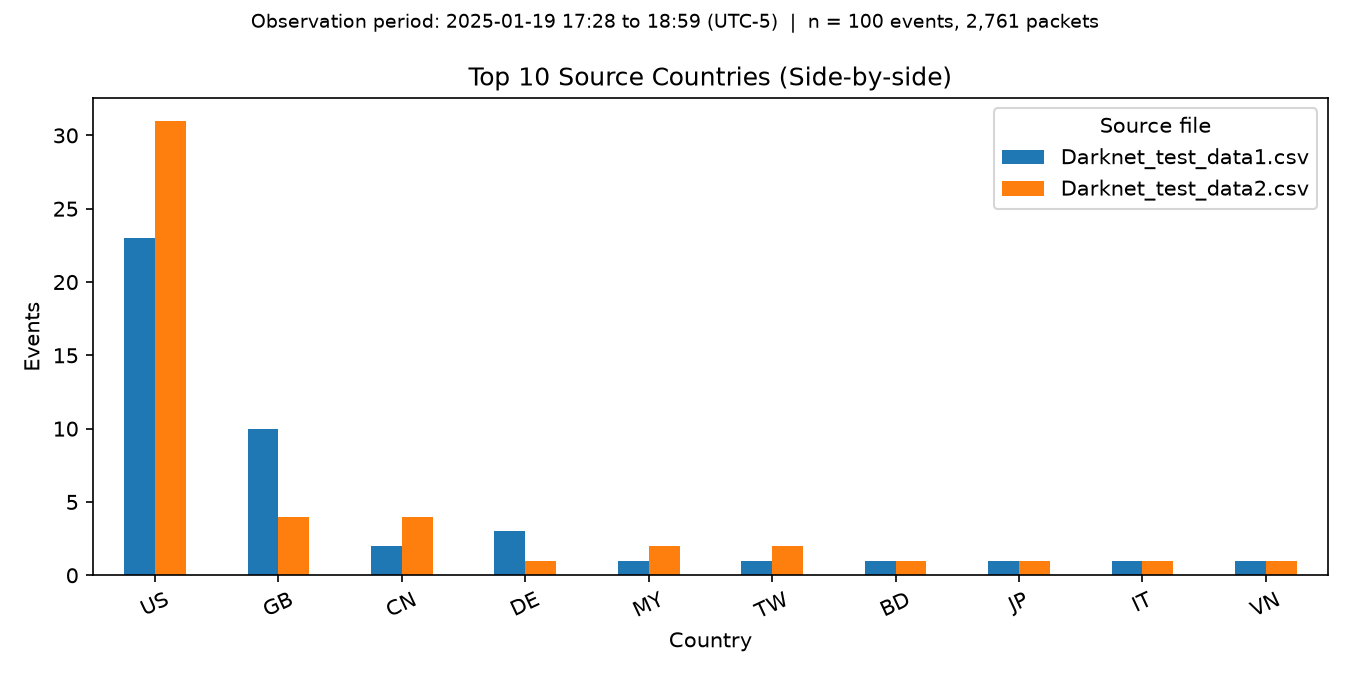 Observation period: 2025-01-19 17:28 to 18:59 (UTC-5)  |  n = 100 events, 2,761 packets
Top 10 Source Countries (Side-by-side)
Source file
Darknet_test_data1.csv
Darknet_test_data2.csv
Events
30
25
20
15
10
5
0
US GB CN DE MY TW BD JP IT VN
Country